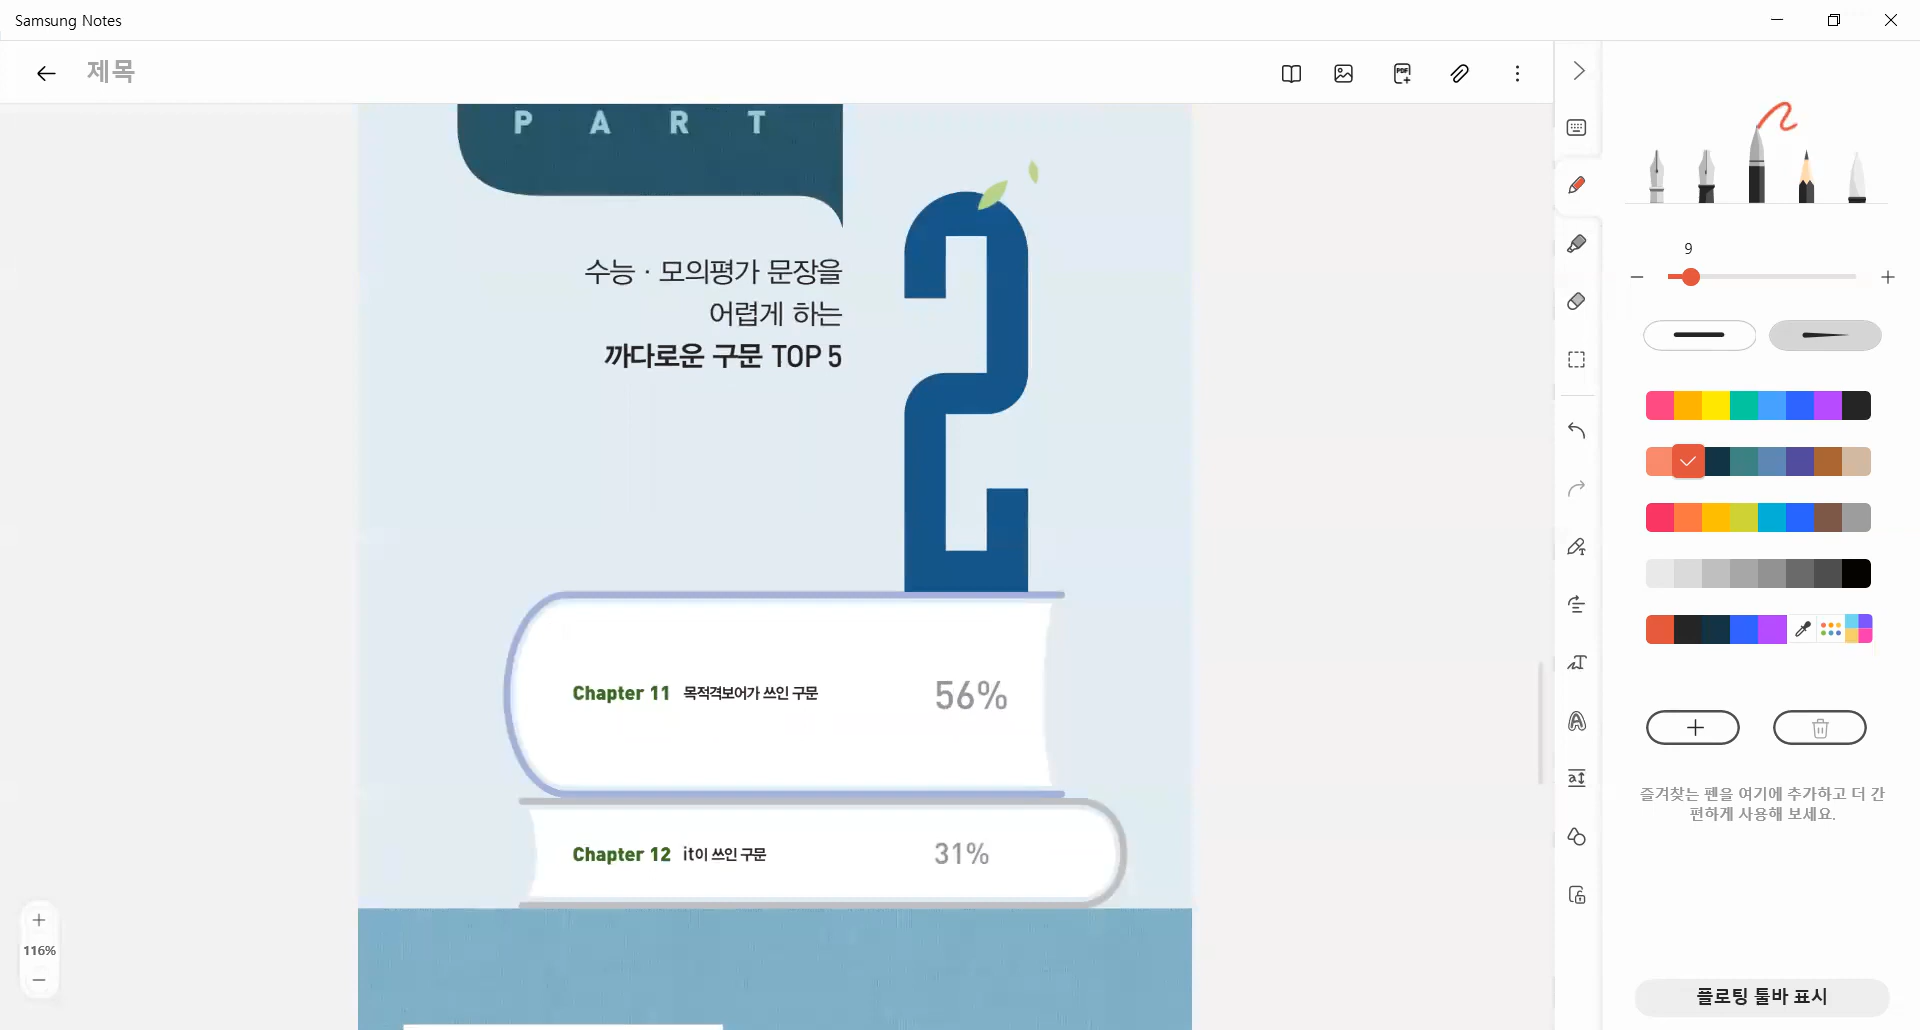 Samsung Notes
제목
PDF
P A R T
9
수능 · 모의평가 문장을
어렵게 하는
까다로운 구문 TOP 5
2
Chapter 11 목적격보어가 쓰인 구문 56%
Chapter 12 it이 쓰인 구문 31%
116%
즐겨찾는 펜을 여기에 추가하고 더 간
편하게 사용해 보세요.
플로팅 툴바 표시